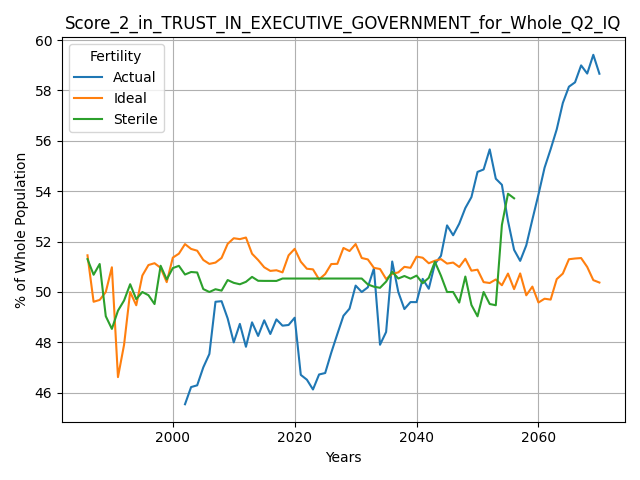 Score_2_in_TRUST_IN_EXECUTIVE_GOVERNMENT_for_Whole_Q2_IQ
Fertility
Actual
Ideal
Sterile
% of Whole Population
60
58
56
54
52
50
48
46
2000 2020 2040 2060
Years